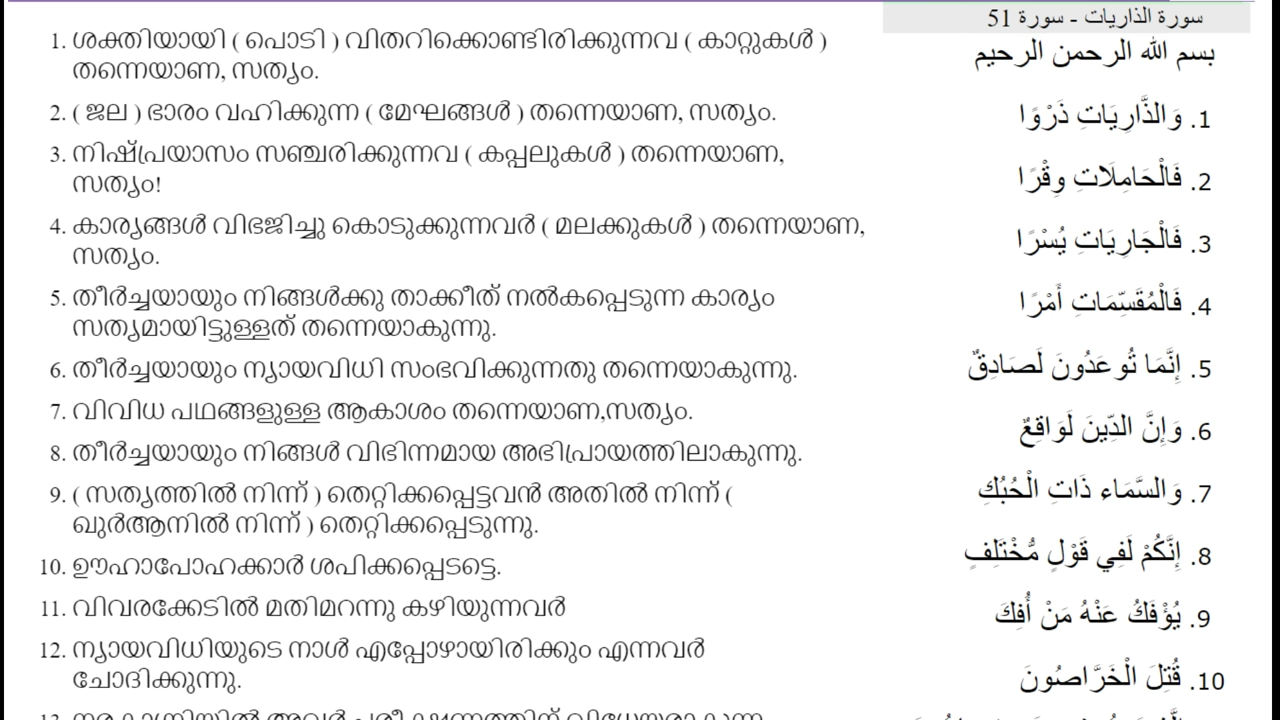 سورة الذاريات - سورة 51
بسم الله الرحمن الرحيم
1. ശക്തിയായി ( പൊടി ) വിതറിക്കൊണ്ടിരിക്കുന്നവ ( കാറ്റുകൾ )
തന്നെയാണ, സത്യം.
2. ( ജല ) ഭാരം വഹിക്കുന്ന ( മേഘങ്ങൾ ) തന്നെയാണ, സത്യം.
3. നിഷ്പ്രയാസം സഞ്ചരിക്കുന്നവ ( കപ്പലുകൾ ) തന്നെയാണ,
സത്യം!
4. കാര്യങ്ങൾ വിഭജിച്ചു കൊടുക്കുന്നവർ ( മലക്കുകൾ ) തന്നെയാണ,
സത്യം.
5. തീർച്ചയായും നിങ്ങൾക്കു താക്കീത് നൽകപ്പെടുന്ന കാര്യം
സത്യമായിട്ടുള്ളത് തന്നെയാകുന്നു.
6. തീർച്ചയായും ന്യായവിധി സംഭവിക്കുന്നതു തന്നെയാകുന്നു.
7. വിവിധ പഥങ്ങളുള്ള ആകാശം തന്നെയാണ,സത്യം.
8. തീർച്ചയായും നിങ്ങൾ വിഭിന്നമായ അഭിപ്രായത്തിലാകുന്നു.
9. ( സത്യത്തിൽ നിന്ന് ) തെറ്റിക്കപ്പെട്ടവൻ അതിൽ നിന്ന് (
ഖുർആനിൽ നിന്ന് ) തെറ്റിക്കപ്പെടുന്നു.
10. ഊഹാപോഹക്കാർ ശപിക്കപ്പെടട്ടെ.
11. വിവരക്കേടിൽ മതിമറന്നു കഴിയുന്നവർ
12. ന്യായവിധിയുടെ നാൾ എപ്പോഴായിരിക്കും എന്നവർ
ചോദിക്കുന്നു.
1. وَالذَّارِيَاتِ ذَرْوًا
2. فَالْحَامِلَاتِ وِقْرًا
3. فَالْجَارِيَاتِ يُسْرًا
4. فَالْمُقَسِّمَاتِ أَمْرًا
5. إِنَّمَا تُوعَدُونَ لَصَادِقٌ
6. وَإِنَّ الدِّينَ لَوَاقِعٌ
7. وَالسَّمَاء ذَاتِ الْحُبُكِ
8. إِنَّكُمْ لَفِي قَوْلٍ مُّخْتَلِفٍ
9. يُؤْفَكُ عَنْهُ مَنْ أُفِكَ
10. قُتِلَ الْخَرَّاصُونَ